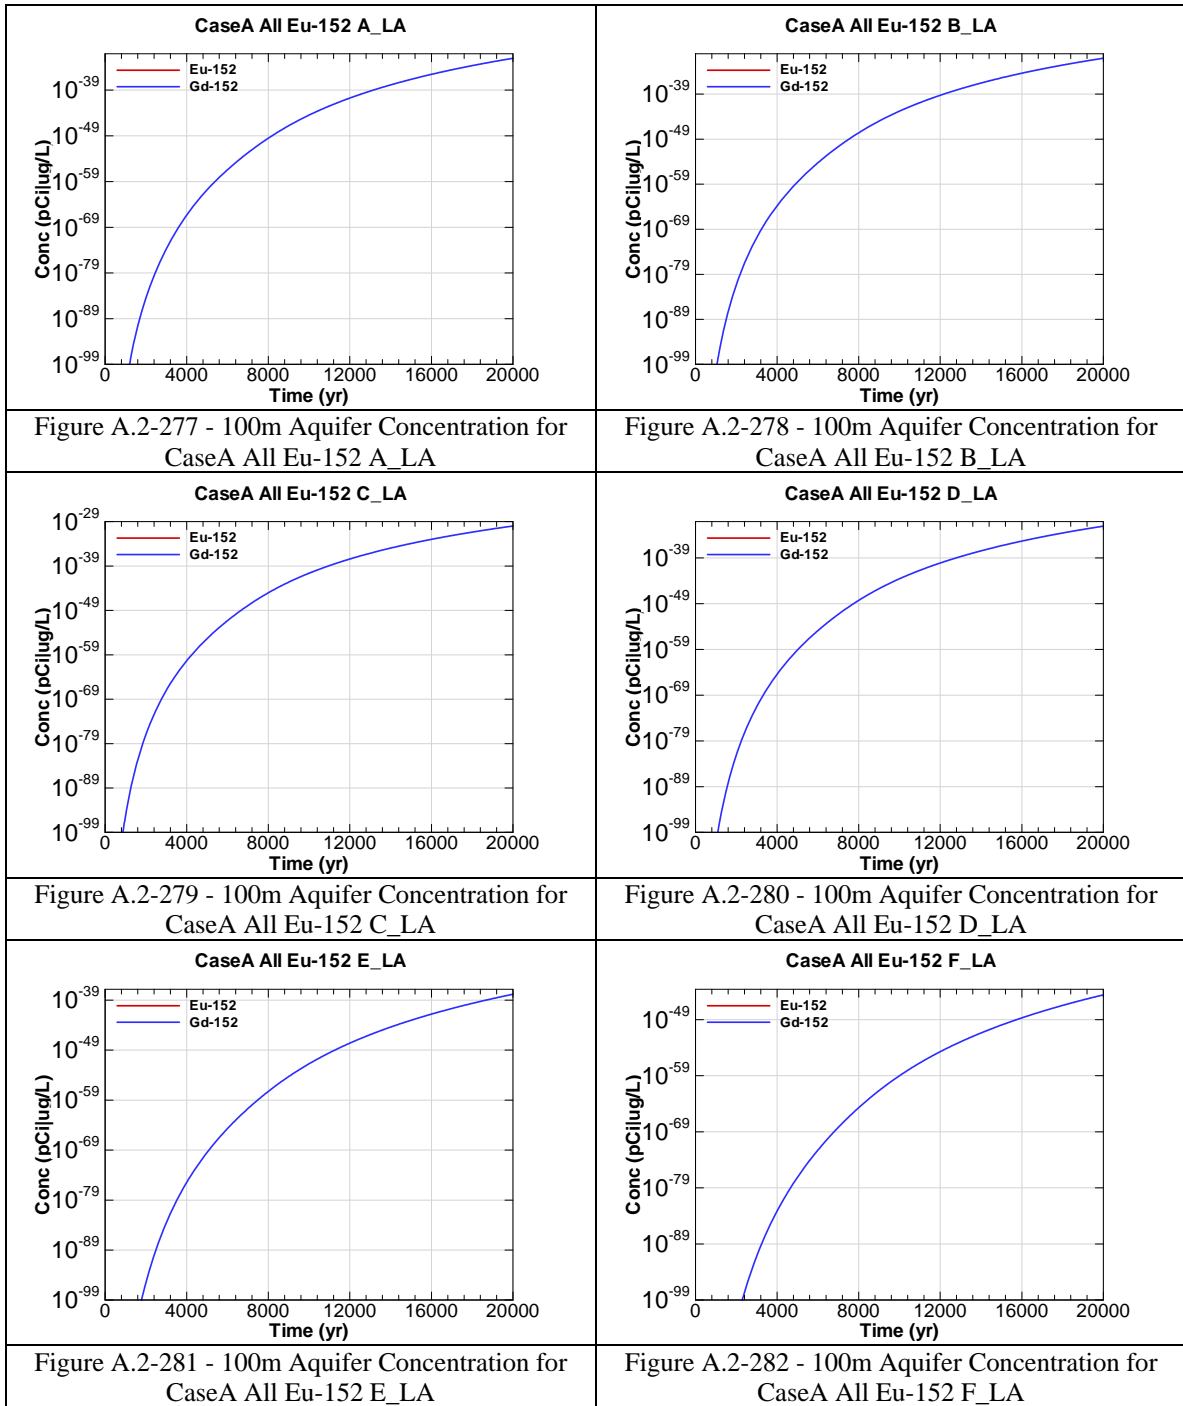 CaseA All Eu-152 A_LA
Eu-152
Gd-152
10^-39
10^-49
10^-59
10^-69
10^-79
10^-89
10^-99
Conc (pCi|ug/L)
0 4000 8000 12000 16000 20000
Time (yr)
Figure A.2-277 - 100m Aquifer Concentration for
CaseA All Eu-152 A_LA
CaseA All Eu-152 B_LA
Eu-152
Gd-152
10^-39
10^-49
10^-59
10^-69
10^-79
10^-89
10^-99
Conc (pCi|ug/L)
0 4000 8000 12000 16000 20000
Time (yr)
Figure A.2-278 - 100m Aquifer Concentration for
CaseA All Eu-152 B_LA
CaseA All Eu-152 C_LA
Eu-152
Gd-152
10^-29
10^-39
10^-49
10^-59
10^-69
10^-79
10^-89
10^-99
Conc (pCi|ug/L)
0 4000 8000 12000 16000 20000
Time (yr)
Figure A.2-279 - 100m Aquifer Concentration for
CaseA All Eu-152 C_LA
CaseA All Eu-152 D_LA
Eu-152
Gd-152
10^-39
10^-49
10^-59
10^-69
10^-79
10^-89
10^-99
Conc (pCi|ug/L)
0 4000 8000 12000 16000 20000
Time (yr)
Figure A.2-280 - 100m Aquifer Concentration for
CaseA All Eu-152 D_LA
CaseA All Eu-152 E_LA
Eu-152
Gd-152
10^-39
10^-49
10^-59
10^-69
10^-79
10^-89
10^-99
Conc (pCi|ug/L)
0 4000 8000 12000 16000 20000
Time (yr)
Figure A.2-281 - 100m Aquifer Concentration for
CaseA All Eu-152 E_LA
CaseA All Eu-152 F_LA
Eu-152
Gd-152
10^-49
10^-59
10^-69
10^-79
10^-89
10^-99
Conc (pCi|ug/L)
0 4000 8000 12000 16000 20000
Time (yr)
Figure A.2-282 - 100m Aquifer Concentration for
CaseA All Eu-152 F_LA